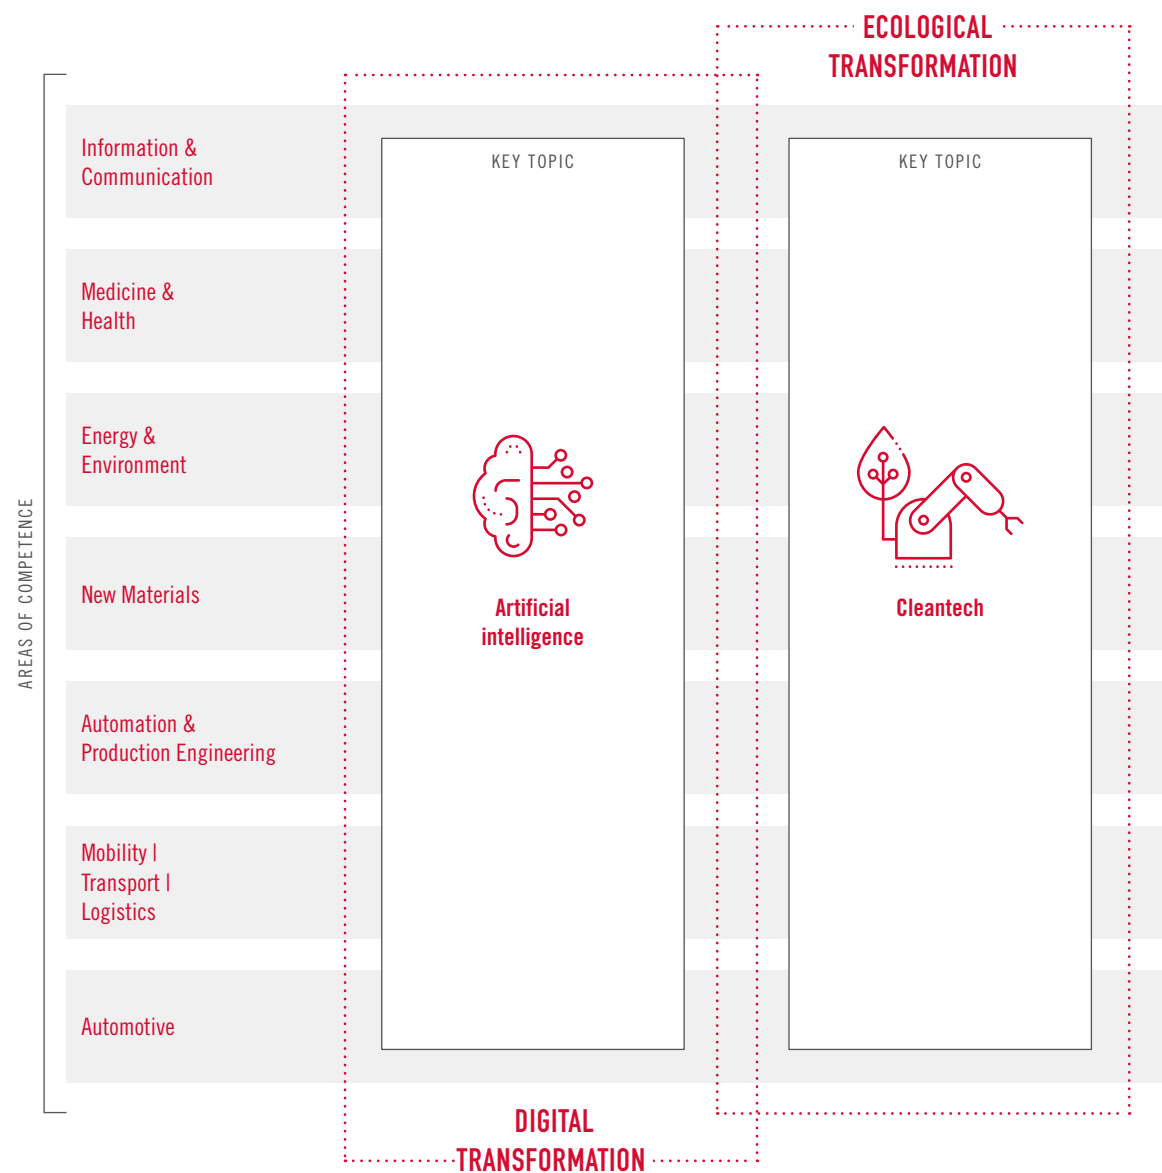 ECOLOGICAL
TRANSFORMATION
AREAS OF COMPETENCE
Information &
Communication
Medicine &
Health
Energy &
Environment
New Materials
Automation &
Production Engineering
Mobility |
Transport |
Logistics
Automotive
KEY TOPIC
Artificial
intelligence
KEY TOPIC
Cleantech
DIGITAL
TRANSFORMATION